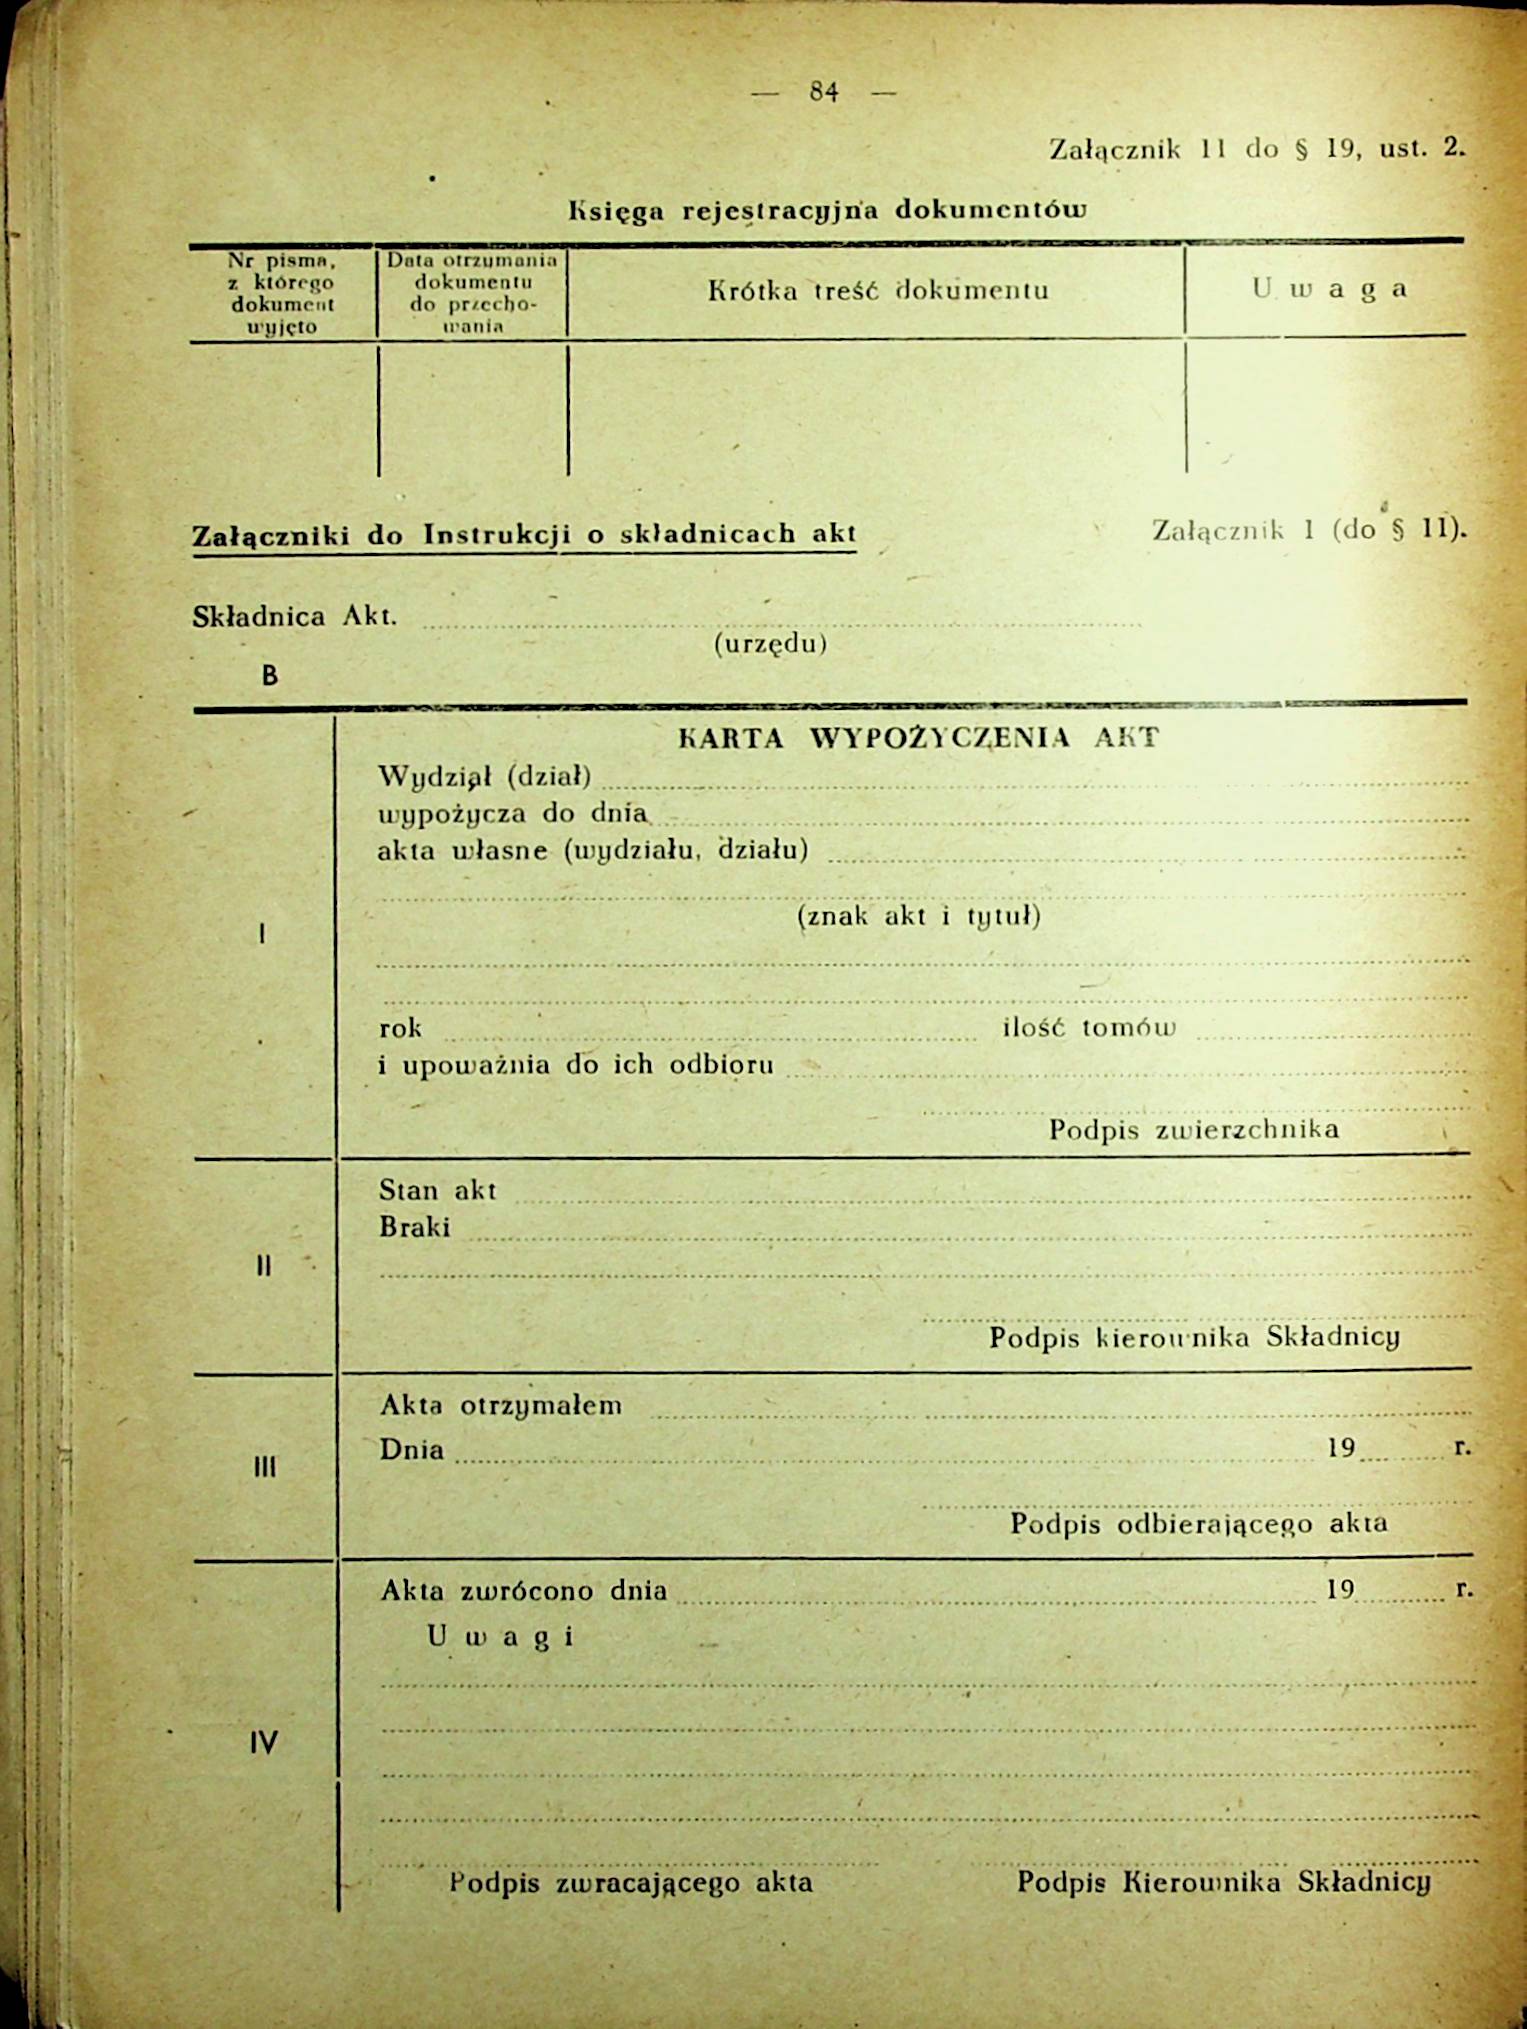 — 84 —
Załącznik 11 do § 19, ust. 2.
Księga rejestracyjna dokumentów
Nr pisma, z którego dokument wyjęto
Data otrzymania dokumentu do przecho-wania
Krótka treść dokumentu
Uwaga
Załączniki do Instrukcji o składnicach akt
Załącznik 1 (do § 11).
Składnica Akt.
(urzędu)
B
KARTA WYPOŻYCZENIA AKT
I
Wydział (dział)
wypożycza do dnia
akta własne (wydziału, działu)
(znak akt i tytuł)
rok ilość tomów
i upoważnia do ich odbioru
Podpis zwierzchnika
II
Stan akt
Braki
Podpis kierownika Składnicy
III
Akta otrzymałem
Dnia 19 r.
Podpis odbierającego akta
IV
Akta zwrócono dnia 19 r.
Uwagi
Podpis zwracającego akta Podpis Kierownika Składnicy